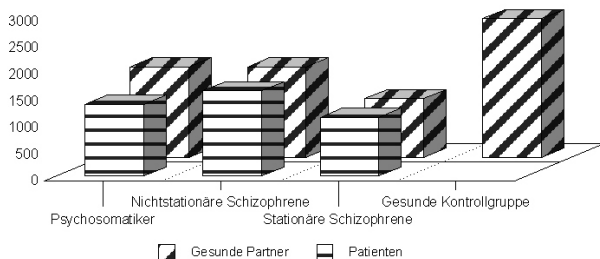 3000
2500
2000
1500
1000
500
0
Nichtstationäre Schizophrene Gesunde Kontrollgruppe
Psychosomatiker Stationäre Schizophrene
Gesunde Partner Patienten